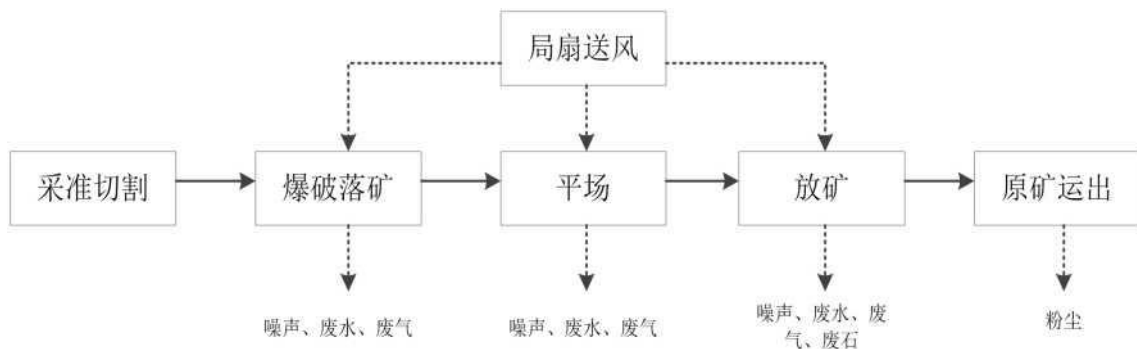 局扇送风
采准切割
爆破落矿
平场
放矿
原矿运出
噪声、废水、废气
噪声、废水、废气
噪声、废水、废
气、废石
粉尘